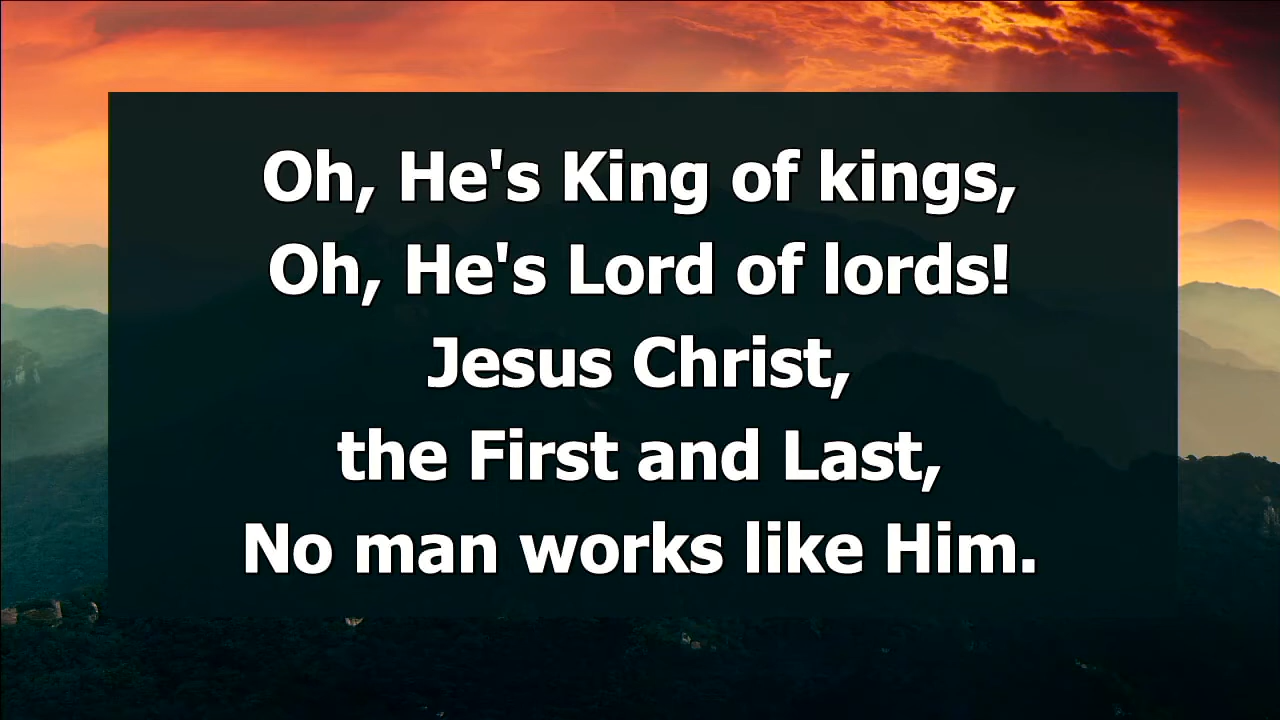 Oh, He's King of kings,
Oh, He's Lord of lords!
Jesus Christ,
the First and Last,
No man works like Him.